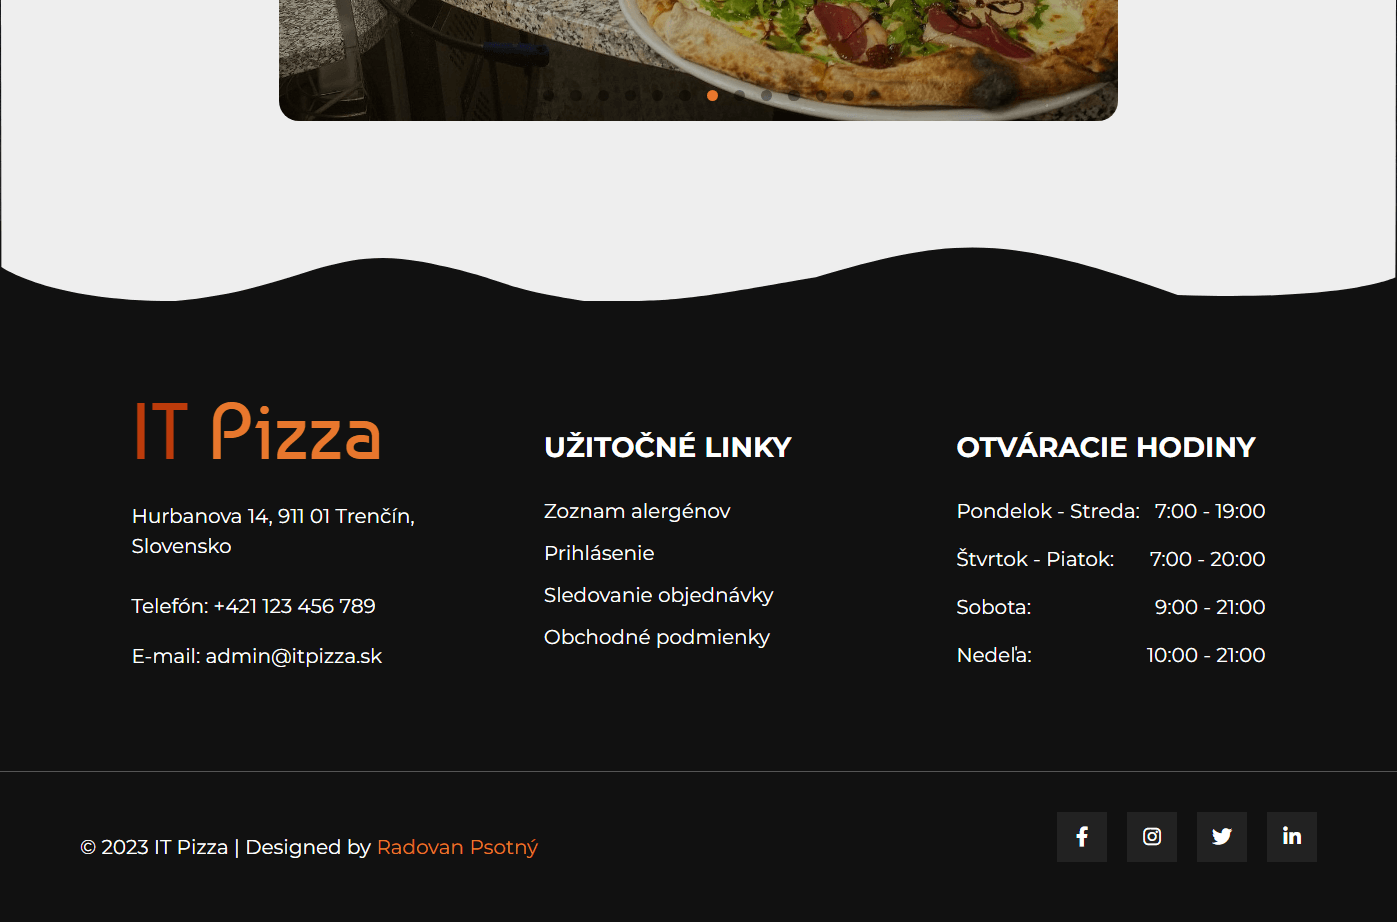 IT Pizza
Hurbanova 14, 911 01 Trenčín,
Slovensko
Telefón: +421 123 456 789
E-mail: admin@itpizza.sk
UŽITOČNÉ LINKY
Zoznam alergénov
Prihlásenie
Sledovanie objednávky
Obchodné podmienky
OTVÁRACIE HODINY
Pondelok - Streda: 7:00 - 19:00
Štvrtok - Piatok: 7:00 - 20:00
Sobota: 9:00 - 21:00
Nedeľa: 10:00 - 21:00
© 2023 IT Pizza | Designed by Radovan Psotný